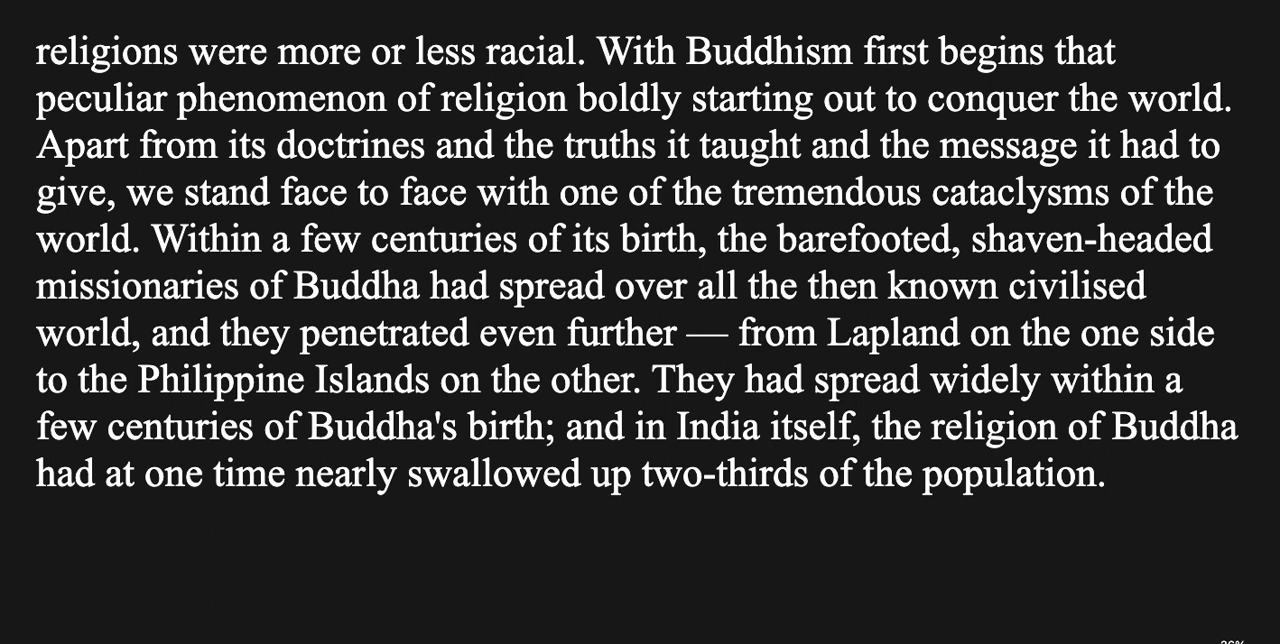 religions were more or less racial. With Buddhism first begins that
peculiar phenomenon of religion boldly starting out to conquer the world.
Apart from its doctrines and the truths it taught and the message it had to
give, we stand face to face with one of the tremendous cataclysms of the
world. Within a few centuries of its birth, the barefooted, shaven-headed
missionaries of Buddha had spread over all the then known civilised
world, and they penetrated even further — from Lapland on the one side
to the Philippine Islands on the other. They had spread widely within a
few centuries of Buddha's birth; and in India itself, the religion of Buddha
had at one time nearly swallowed up two-thirds of the population.